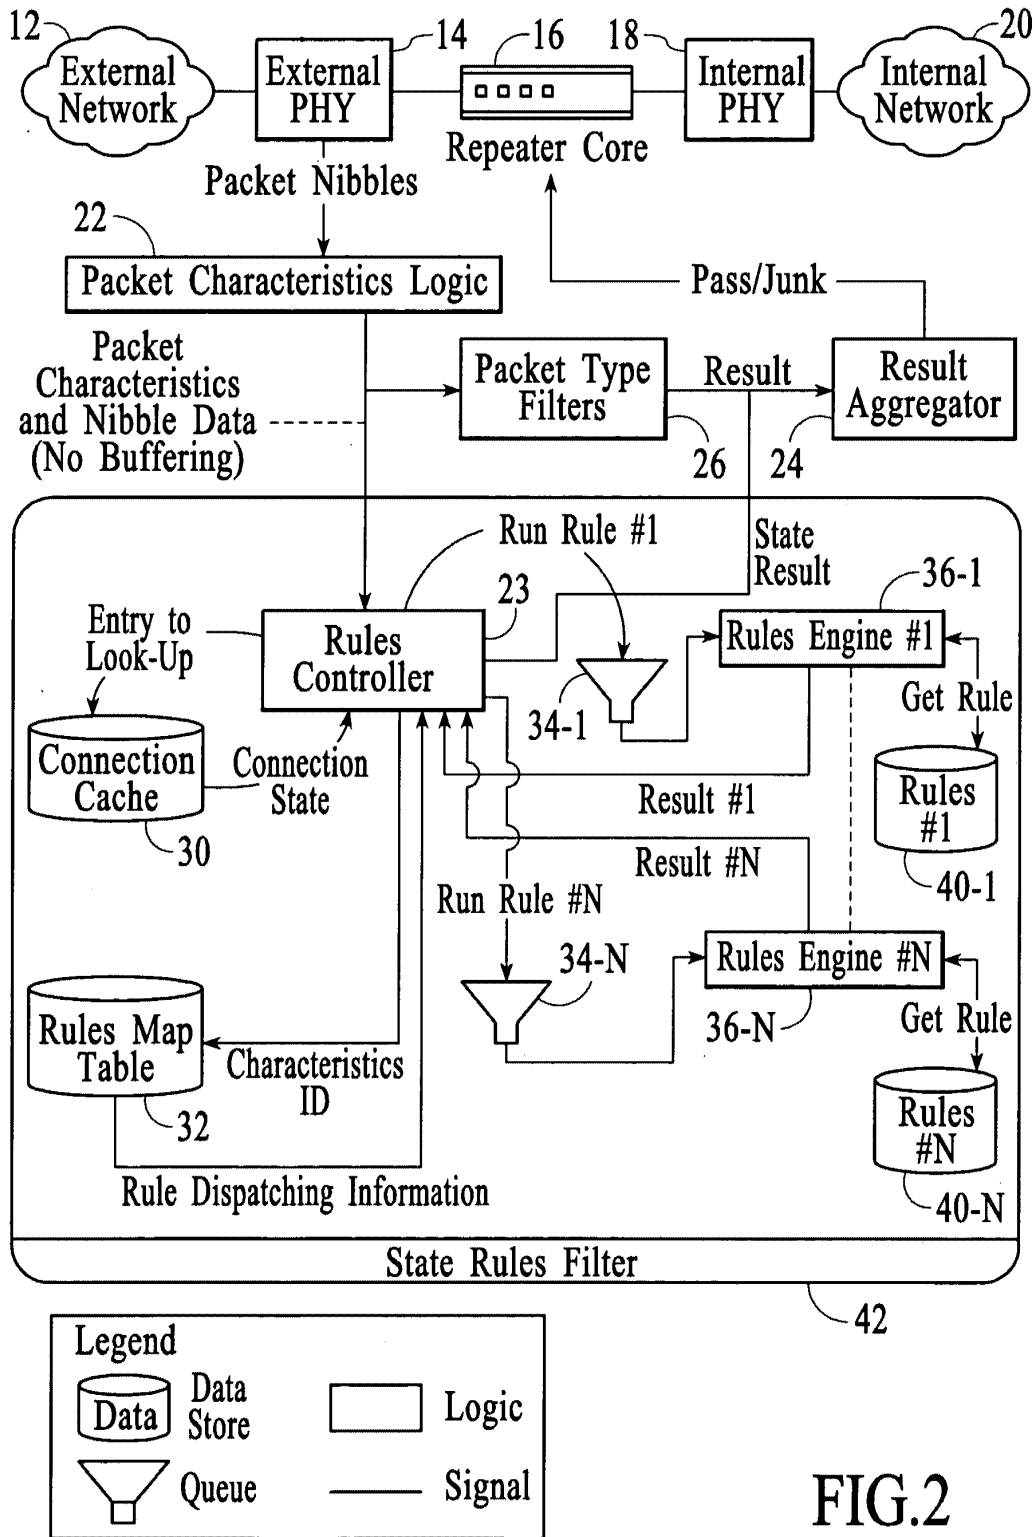 12
External
Network
External
PHY
14
16
Repeater Core
18
Internal
PHY
20
Internal
Network
Packet Nibbles
22
Packet Characteristics Logic
Pass/Junk
Packet
Characteristics
and Nibble Data
(No Buffering)
Packet Type
Filters
26
Result
Result
Aggregator
24
Run Rule #1
State
Result
36-1
Entry to
Look-Up
Rules
Controller
23
34-1
Rules Engine #1
Get Rule
Connection
Cache
30
Connection
State
Result #1
Rules
#1
40-1
Result #N
Run Rule #N
34-N
Rules Engine #N
36-N
Get Rule
Rules Map
Table
32
Characteristics
ID
Rules
#N
40-N
Rule Dispatching Information
State Rules Filter
42
Legend
Data
Data
Store
Logic
Queue
Signal
FIG.2